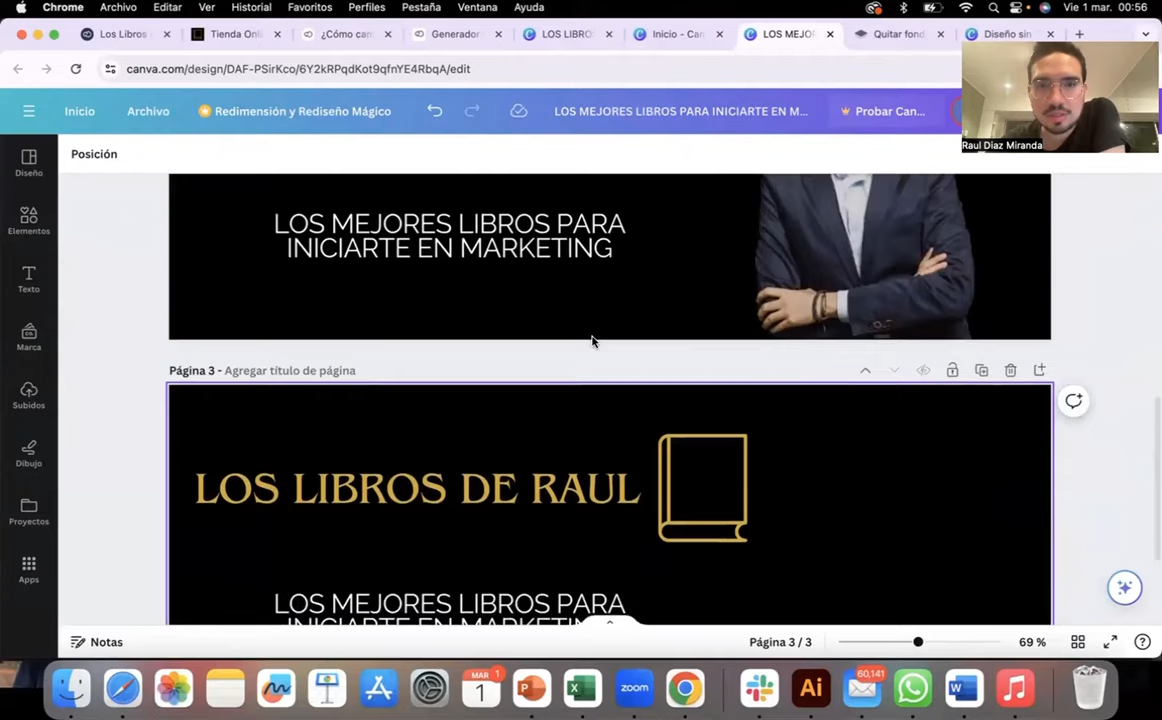 Chrome Archivo Editar Ver Historial Favoritos Perfiles Pestaña Ventana Ayuda Vie 1 mar. 00:56
Los Libros Tienda Onli ¿Cómo can Generador LOS LIBRO Inicio - Can LOS MEJOR Quitar fond Diseño sin
canva.com/design/DAF-PSirKco/6Y2kRPqdKot9qfnYE4RbqA/edit
Inicio Archivo Redimensión y Rediseño Mágico LOS MEJORES LIBROS PARA INICIARTE EN M... Probar Can...
Raul Diaz Miranda
Posición
Diseño
Elementos
Texto
Marca
Subidos
Dibujo
Proyectos
Apps
LOS MEJORES LIBROS PARA
INICIARTE EN MARKETING
Página 3 - Agregar título de página
LOS LIBROS DE RAUL
LOS MEJORES LIBROS PARA
INICIARTE EN MARKETIN
Notas Página 3 / 3 69 %
MAR 1
1
zoom
Ai
60,141